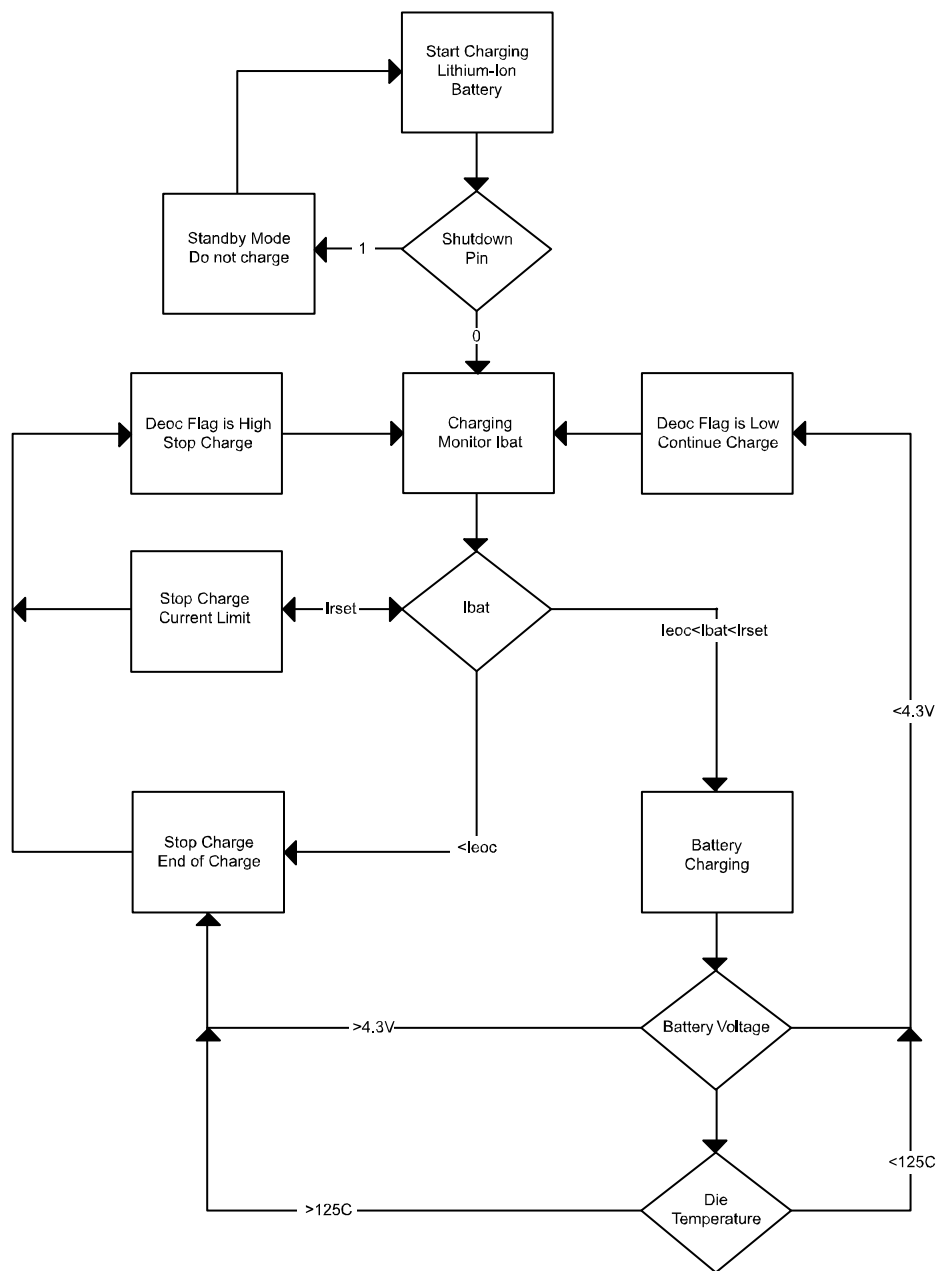 Start Charging
Lithium-Ion
Battery
Standby Mode
Do not charge
1
Shutdown
Pin
0
Deoc Flag is High
Stop Charge
Charging
Monitor Ibat
Deoc Flag is Low
Continue Charge
Stop Charge
Current Limit
Irset
Ibat
Ieoc<Ibat<Irset
<4.3V
Stop Charge
End of Charge
<Ieoc
Battery
Charging
>4.3V
Battery Voltage
<125C
>125C
Die
Temperature